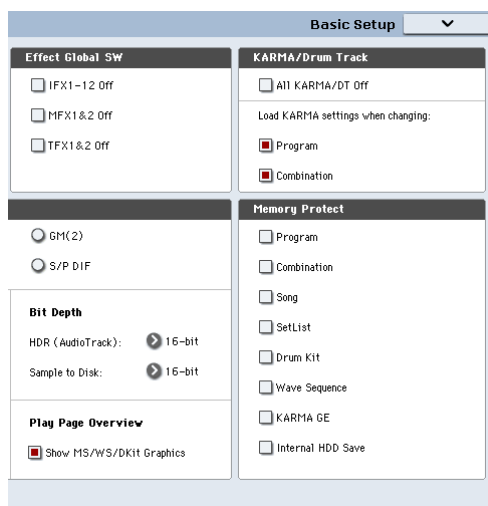 Basic Setup
Effect Global SW
IFX1-12 Off
MFX1&2 Off
TFX1&2 Off
KARMA/Drum Track
All KARMA/DT Off
Load KARMA settings when changing:
Program
Combination
GM(2)
S/P DIF
Bit Depth
HDR (AudioTrack): 16-bit
Sample to Disk: 16-bit
Play Page Overview
Show MS/WS/DKit Graphics
Memory Protect
Program
Combination
Song
SetList
Drum Kit
Wave Sequence
KARMA GE
Internal HDD Save